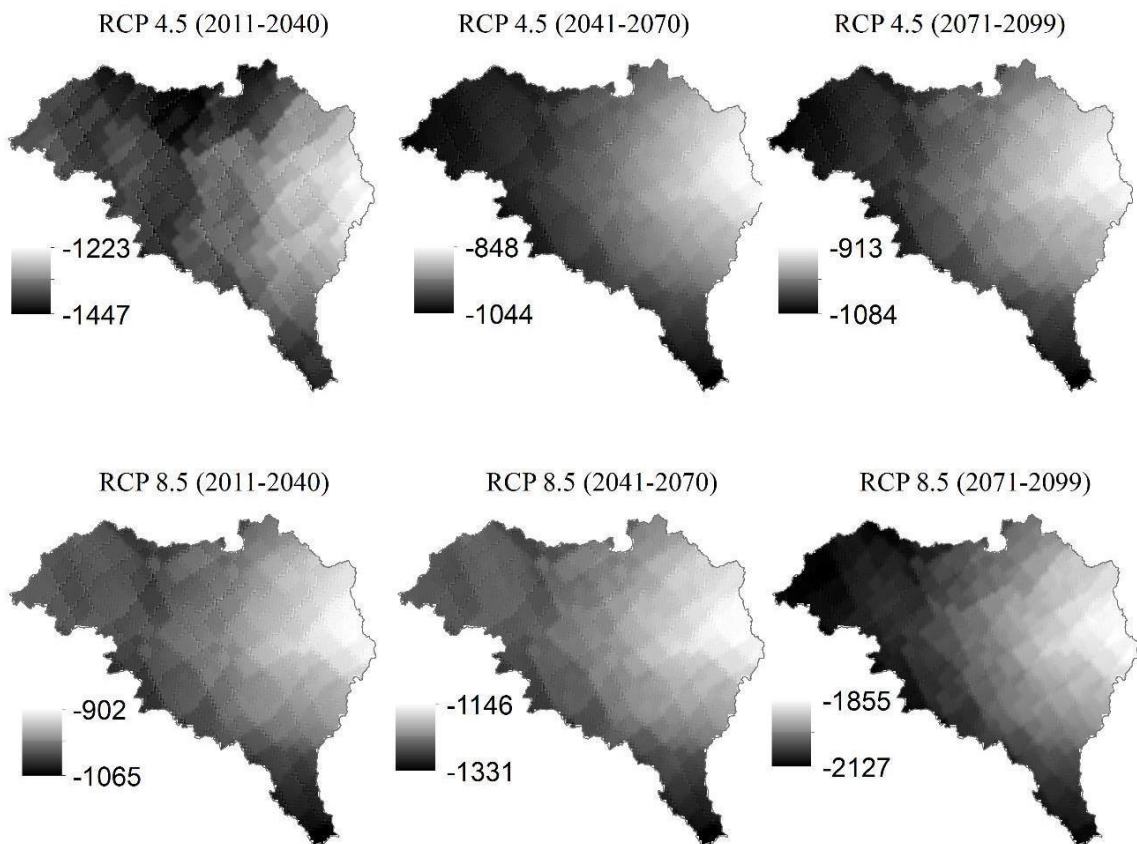 RCP 4.5 (2011-2040)
RCP 4.5 (2041-2070)
RCP 4.5 (2071-2099)
-1223
-1447
-848
-1044
-913
-1084
RCP 8.5 (2011-2040)
RCP 8.5 (2041-2070)
RCP 8.5 (2071-2099)
-902
-1065
-1146
-1331
-1855
-2127